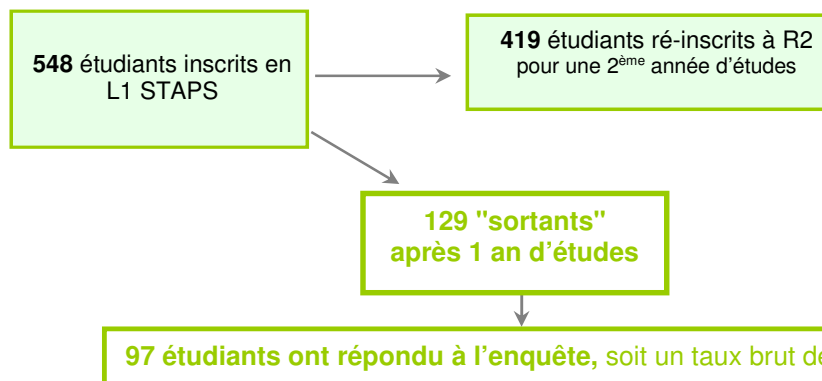 548 étudiants inscrits en
L1 STAPS
419 étudiants ré-inscrits à R2
pour une 2ème année d'études
129 "sortants"
après 1 an d'études
97 étudiants ont répondu à l'enquête, soit un taux brut de